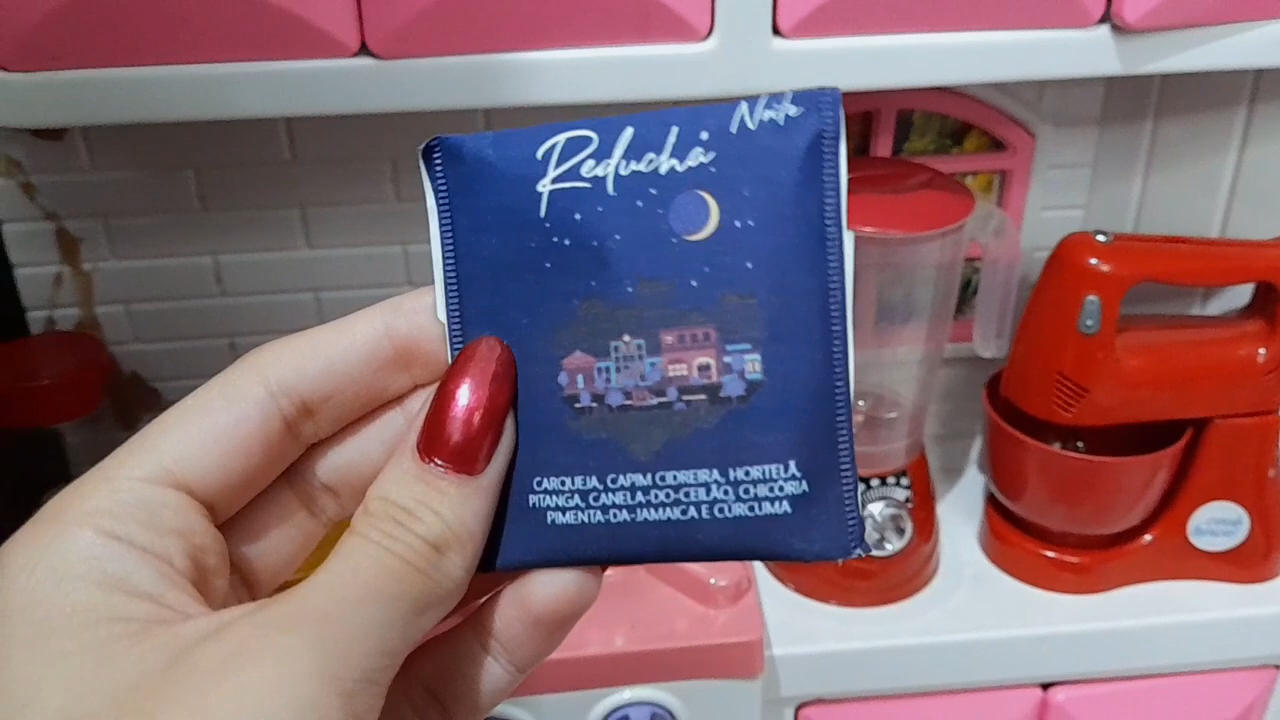 Noite
Reduchá
CARQUEJA, CAPIM CIDREIRA, HORTELÃ,
PITANGA, CANELA-DO-CEILÃO, CHICÓRIA
PIMENTA-DA-JAMAICA E CÚRCUMA